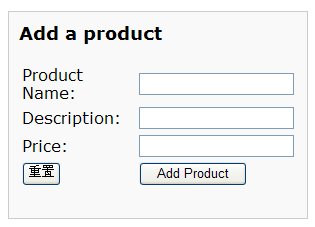 Add a product
Product
Name:
Description:
Price:
重置 Add Product